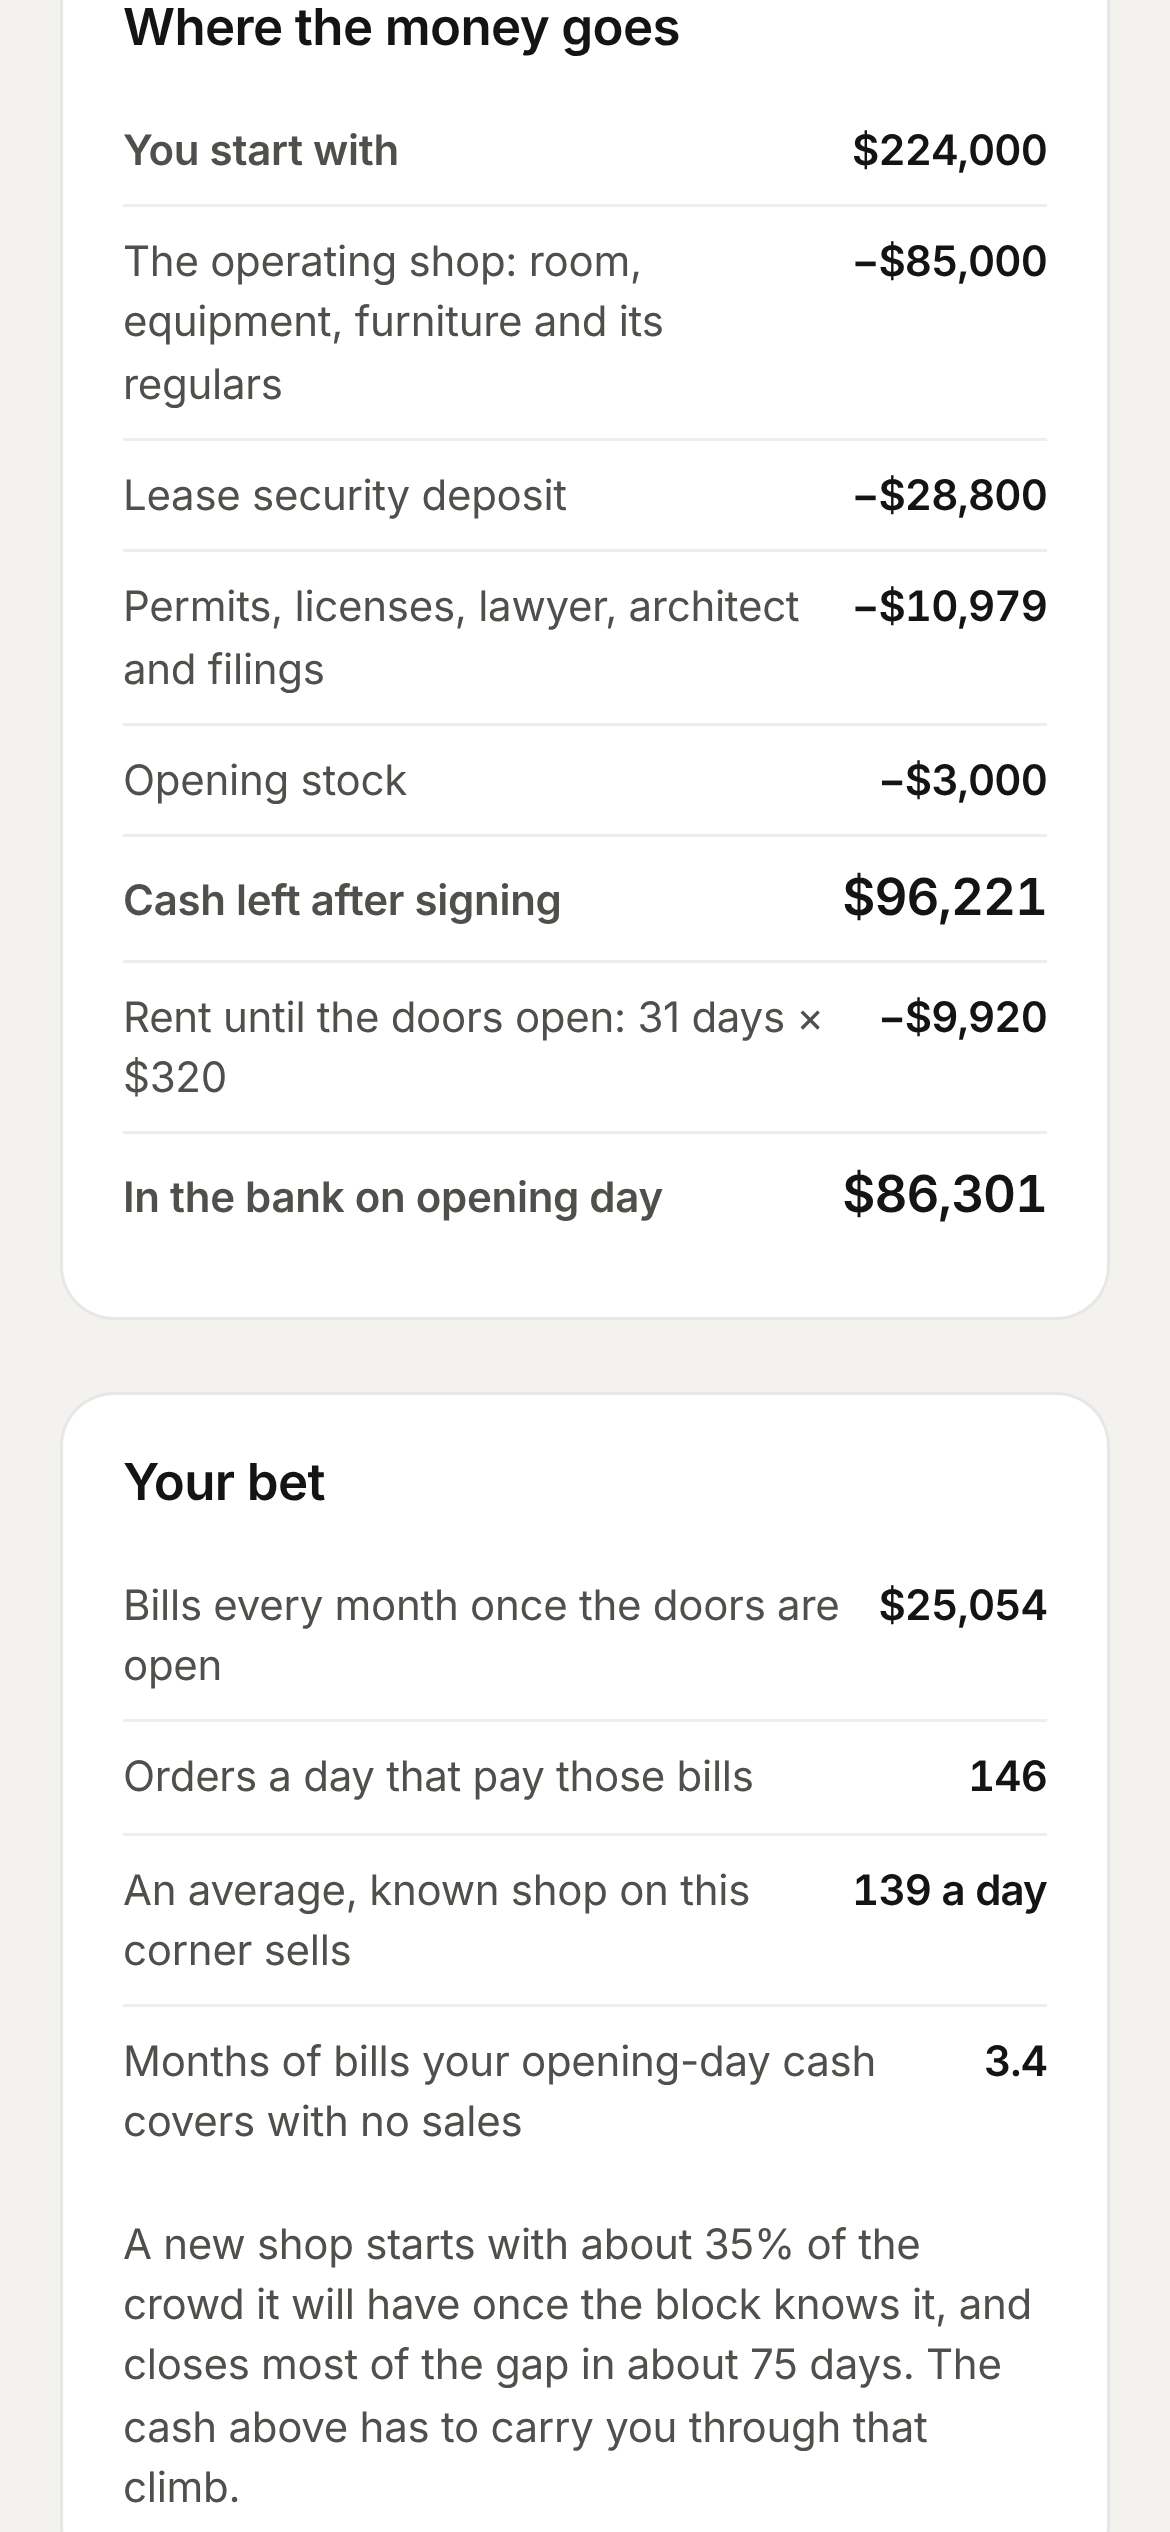 Where the money goes
You start with $224,000
The operating shop: room, −$85,000
equipment, furniture and its
regulars
Lease security deposit −$28,800
Permits, licenses, lawyer, architect −$10,979
and filings
Opening stock −$3,000
Cash left after signing $96,221
Rent until the doors open: 31 days × −$9,920
$320
In the bank on opening day $86,301
Your bet
Bills every month once the doors are $25,054
open
Orders a day that pay those bills 146
An average, known shop on this 139 a day
corner sells
Months of bills your opening-day cash 3.4
covers with no sales
A new shop starts with about 35% of the
crowd it will have once the block knows it, and
closes most of the gap in about 75 days. The
cash above has to carry you through that
climb.